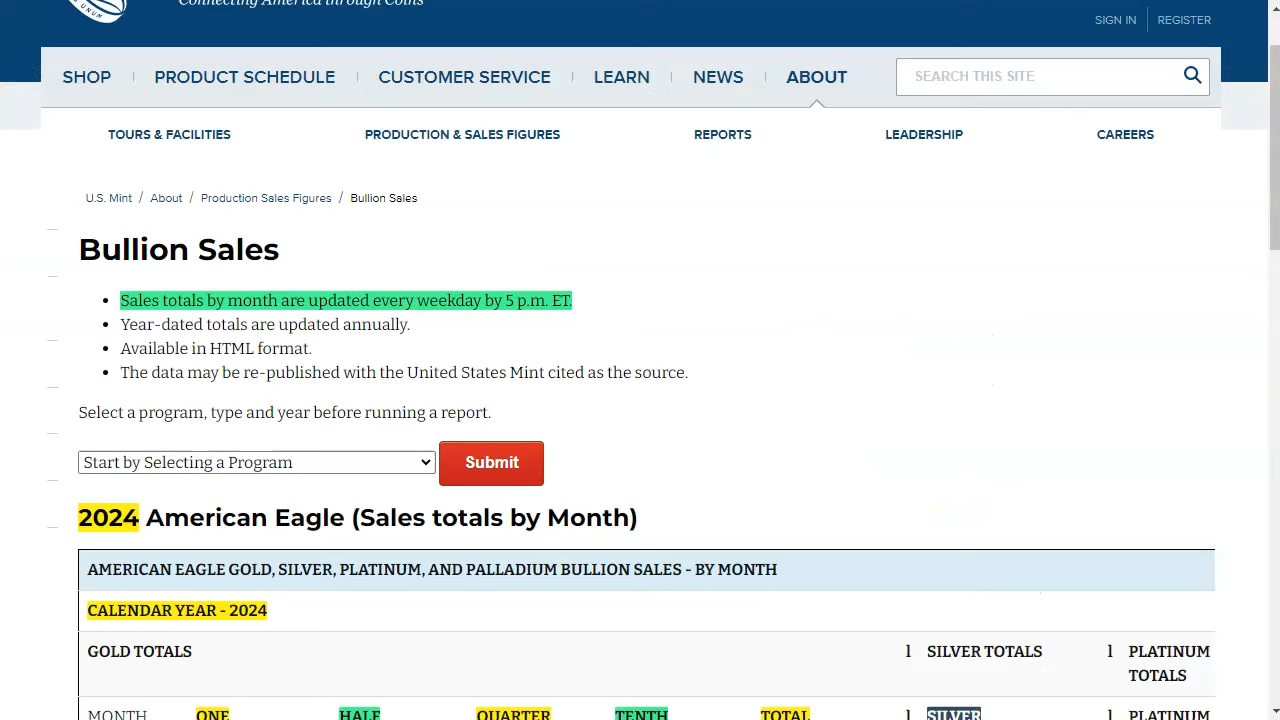 Connecting America through Coins
UNUM
SIGN IN
REGISTER
SHOP
PRODUCT SCHEDULE
CUSTOMER SERVICE
LEARN
NEWS
ABOUT
SEARCH THIS SITE
TOURS & FACILITIES
PRODUCTION & SALES FIGURES
REPORTS
LEADERSHIP
CAREERS
U.S. Mint / About / Production Sales Figures / Bullion Sales
Bullion Sales
• Sales totals by month are updated every weekday by 5 p.m. ET.
• Year-dated totals are updated annually.
• Available in HTML format.
• The data may be re-published with the United States Mint cited as the source.
Select a program, type and year before running a report.
Start by Selecting a Program
Submit
2024 American Eagle (Sales totals by Month)
AMERICAN EAGLE GOLD, SILVER, PLATINUM, AND PALLADIUM BULLION SALES - BY MONTH
CALENDAR YEAR - 2024
GOLD TOTALS l SILVER TOTALS l PLATINUM
TOTALS
MONTH ONE HALF QUARTER TENTH TOTAL l SILVER l PLATINUM